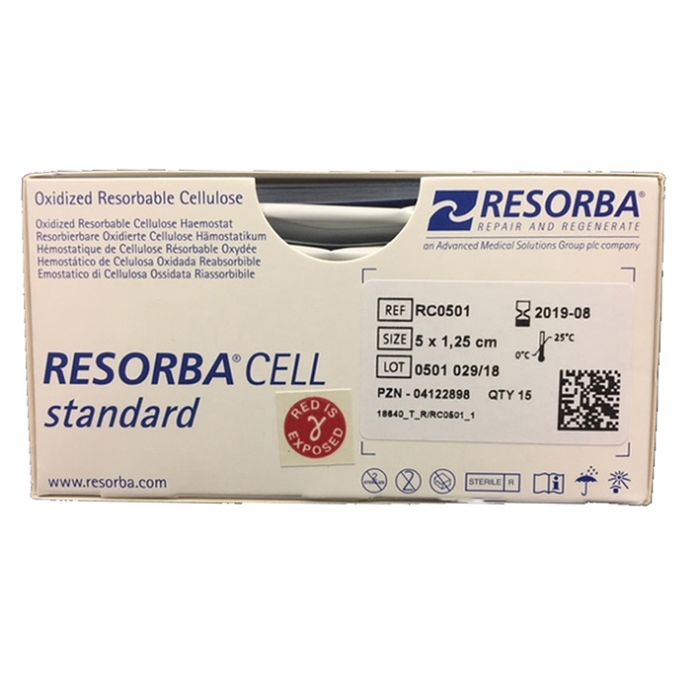 Oxidized Resorbable Cellulose
Oxidized Resorbable Cellulose Haemostat
Resorbierbare Oxidierte Cellulose Hämostatikum
Hémostatique de Cellulose Résorbable Oxydée
Hemostático de Celulosa Oxidada Reabsorbible
Emostatico di Cellulosa Ossidata Riassorbibile
RESORBA®
REPAIR AND REGENERATE
an Advanced Medical Solutions Group plc company
REF RC0501 2019-08
SIZE 5 x 1,25 cm 0°C 25°C
LOT 0501 029/18
PZN - 04122898 QTY 15
18640_T_R/RC0501_1
RESORBA® CELL
standard
RED IS
γ
EXPOSED
www.resorba.com
STERILE R